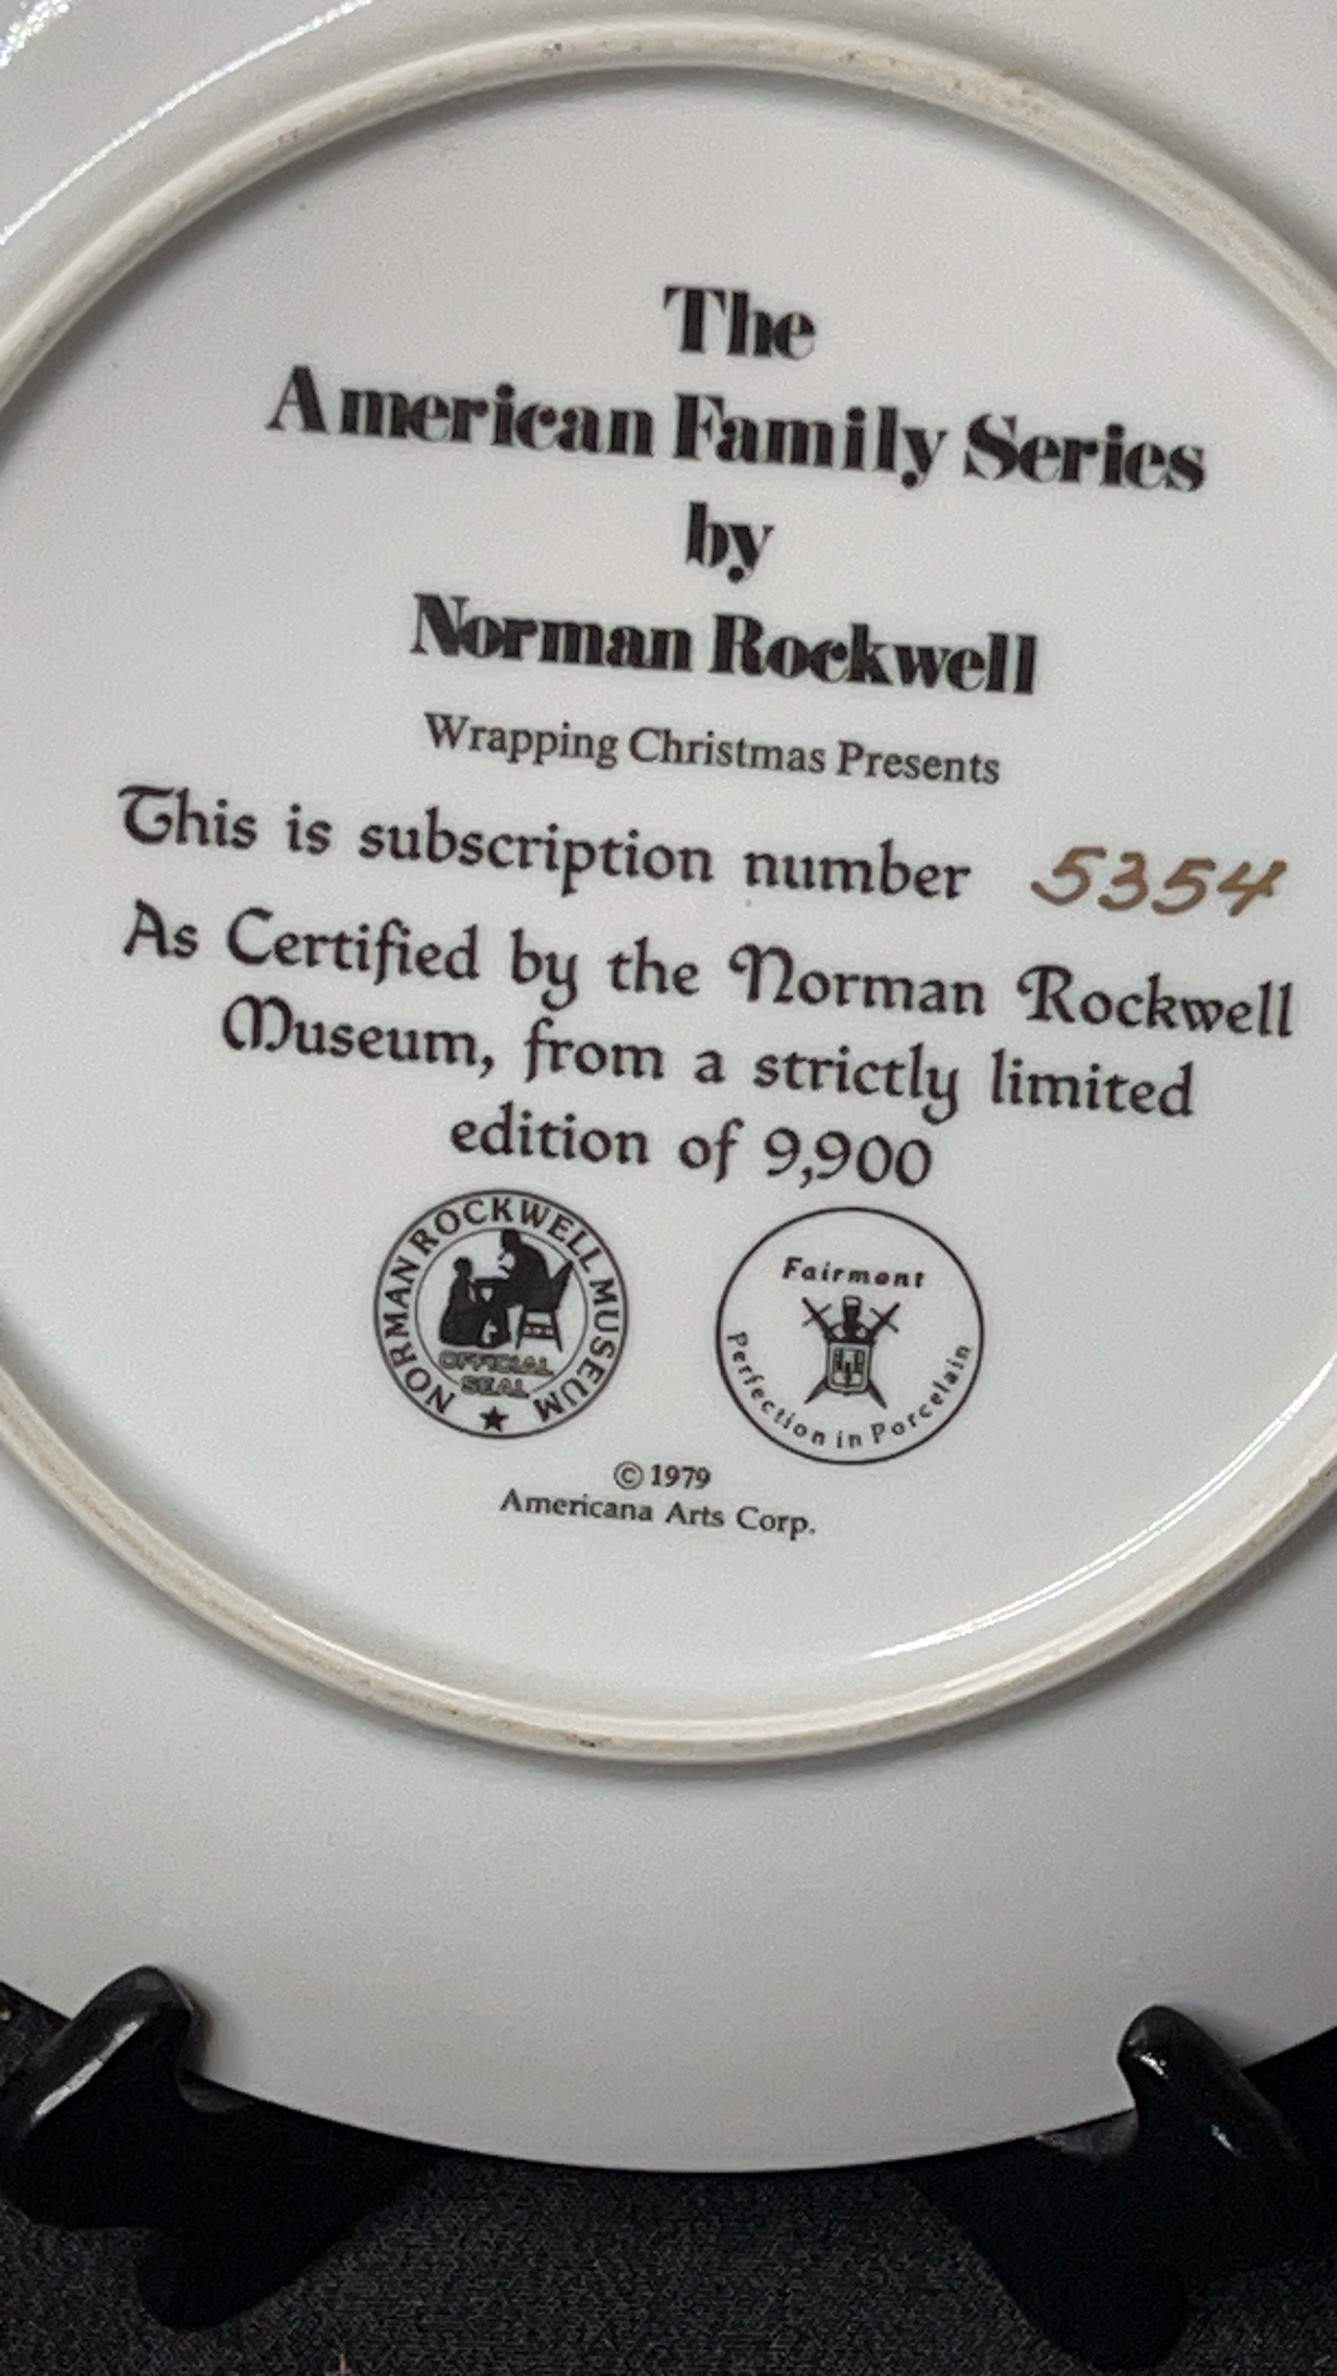 The
American Family Series
by
Norman Rockwell
Wrapping Christmas Presents
This is subscription number 5354
As Certified by the Norman Rockwell
Museum, from a strictly limited
edition of 9,900
NORMAN ROCKWELL MUSEUM
OFFICIAL
SEAL
Fairmont
Perfection in Porcelain
© 1979
Americana Arts Corp.